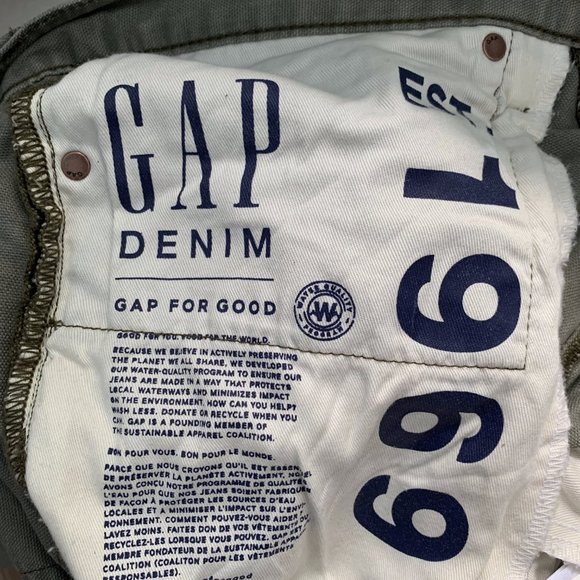 GAP
DENIM
GAP FOR GOOD
WATER QUALITY
W
PROGRAM
EST.
1969
GOOD FOR YOU. GOOD FOR THE WORLD.
BECAUSE WE BELIEVE IN ACTIVELY PRESERVING
THE PLANET WE ALL SHARE, WE DEVELOPED
OUR WATER-QUALITY PROGRAM TO ENSURE OUR
JEANS ARE MADE IN A WAY THAT PROTECTS
LOCAL WATERWAYS AND MINIMIZES IMPACT
ON THE ENVIRONMENT. HOW CAN YOU HELP?
WASH LESS. DONATE OR RECYCLE WHEN YOU
CAN. GAP IS A FOUNDING MEMBER OF
THE SUSTAINABLE APPAREL COALITION.
BON POUR VOUS. BON POUR LE MONDE.
PARCE QUE NOUS CROYONS QU'IL EST ESSEN
DE PRÉSERVER LA PLANÈTE ACTIVEMENT, NO
AVONS CONÇU NOTRE PROGRAMME DE QUALITÉ
L'EAU POUR QUE NOS JEANS SOIENT FABRIQUÉS
DE FAÇON À PROTÉGER LES SOURCES D'EAU
LOCALES ET A MINIMISER L'IMPACT SUR L'ENVI
RONNEMENT. COMMENT POUVEZ-VOUS AIDER
LAVEZ MOINS. FAITES DON DE VOS VÊTEMENTS OU
RECYCLEZ-LES LORSQUE VOUS POUVEZ. GAP EST
MEMBRE FONDATEUR DE LA SUSTAINABLE APPA
COALITION (COALITION POUR LES VÊTEMENTS
RESPONSABLES).